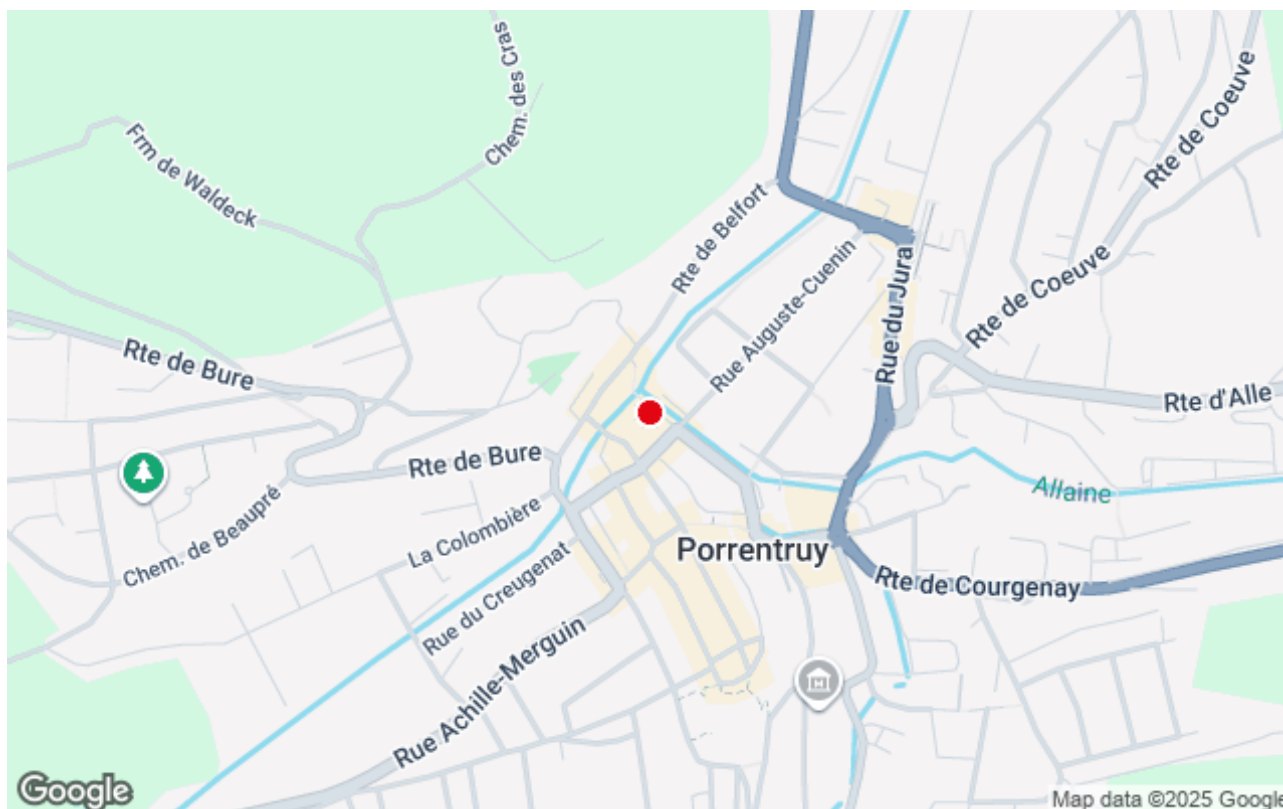 Chem. des Cras
Frm de Waldeck
Rte de Coeuve
Rte de Belfort
Rue du Jura
Rte de Coeuve
Rue Auguste-Cuenin
Rte de Bure
Rte d'Alle
Rte de Bure
Allaine
Chem. de Beaupré
La Colombière
Porrentruy
Rue du Creugenat
Rte de Courgenay
Rue Achille-Merguin
H
Google
Map data ©2025 Google